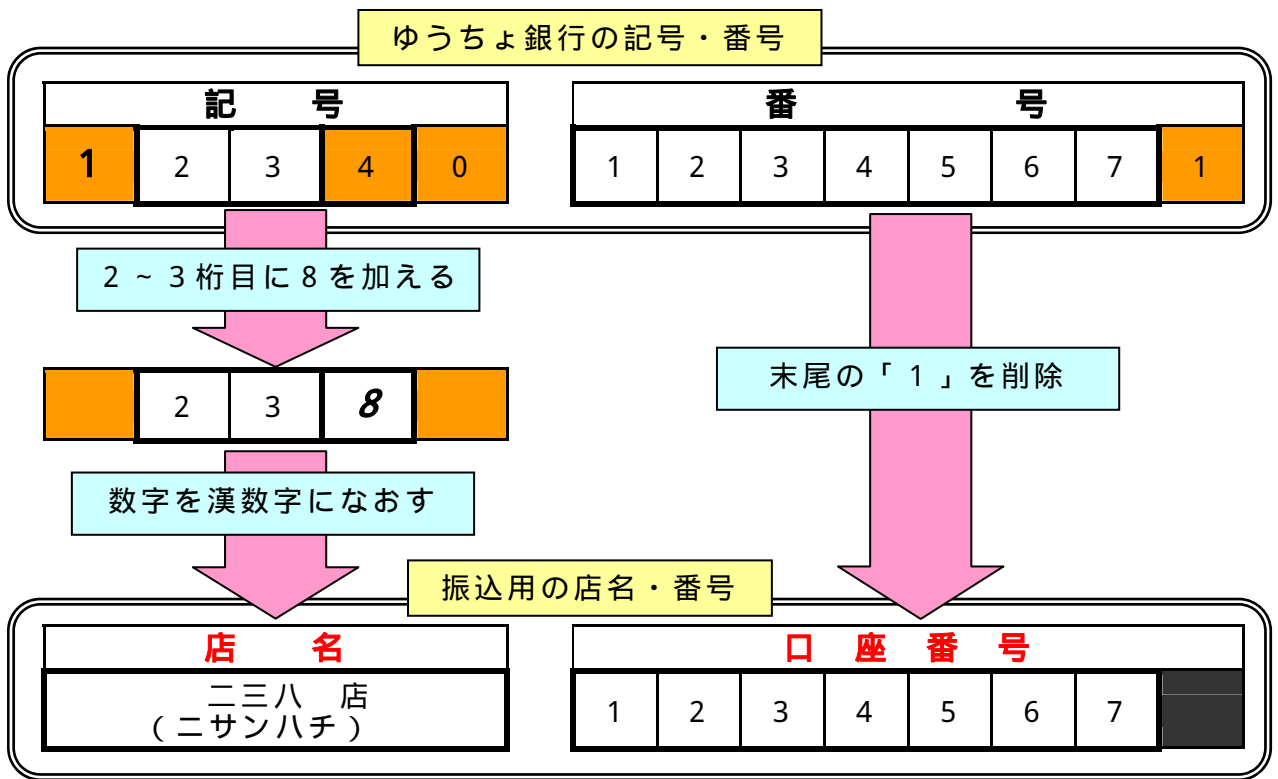 ゆうちょ銀行の記号・番号
記 号
番 号
1 2 3 4 0
1 2 3 4 5 6 7 1
2~3桁目に8を加える
末尾の「1」を削除
2 3 8
数字を漢数字になおす
振込用の店名・番号
店 名
口 座 番 号
二三八 店
(ニサンハチ)
1 2 3 4 5 6 7